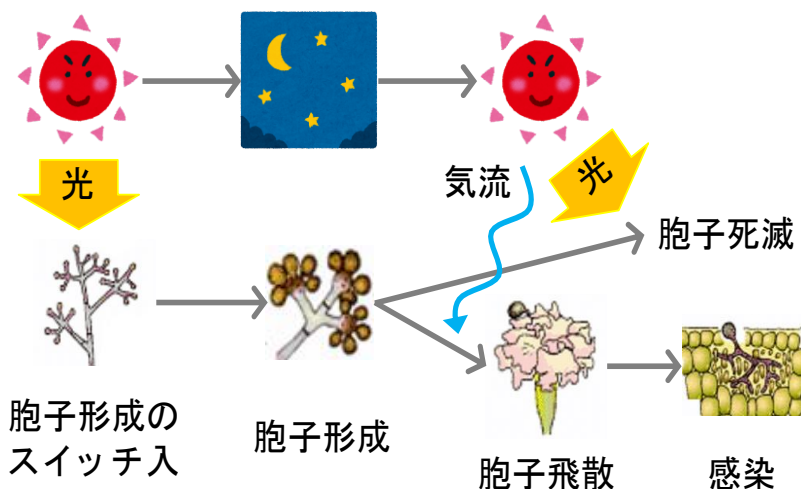 光
気流
光
胞子死滅
胞子形成の
スイッチ入
胞子形成
胞子飛散
感染